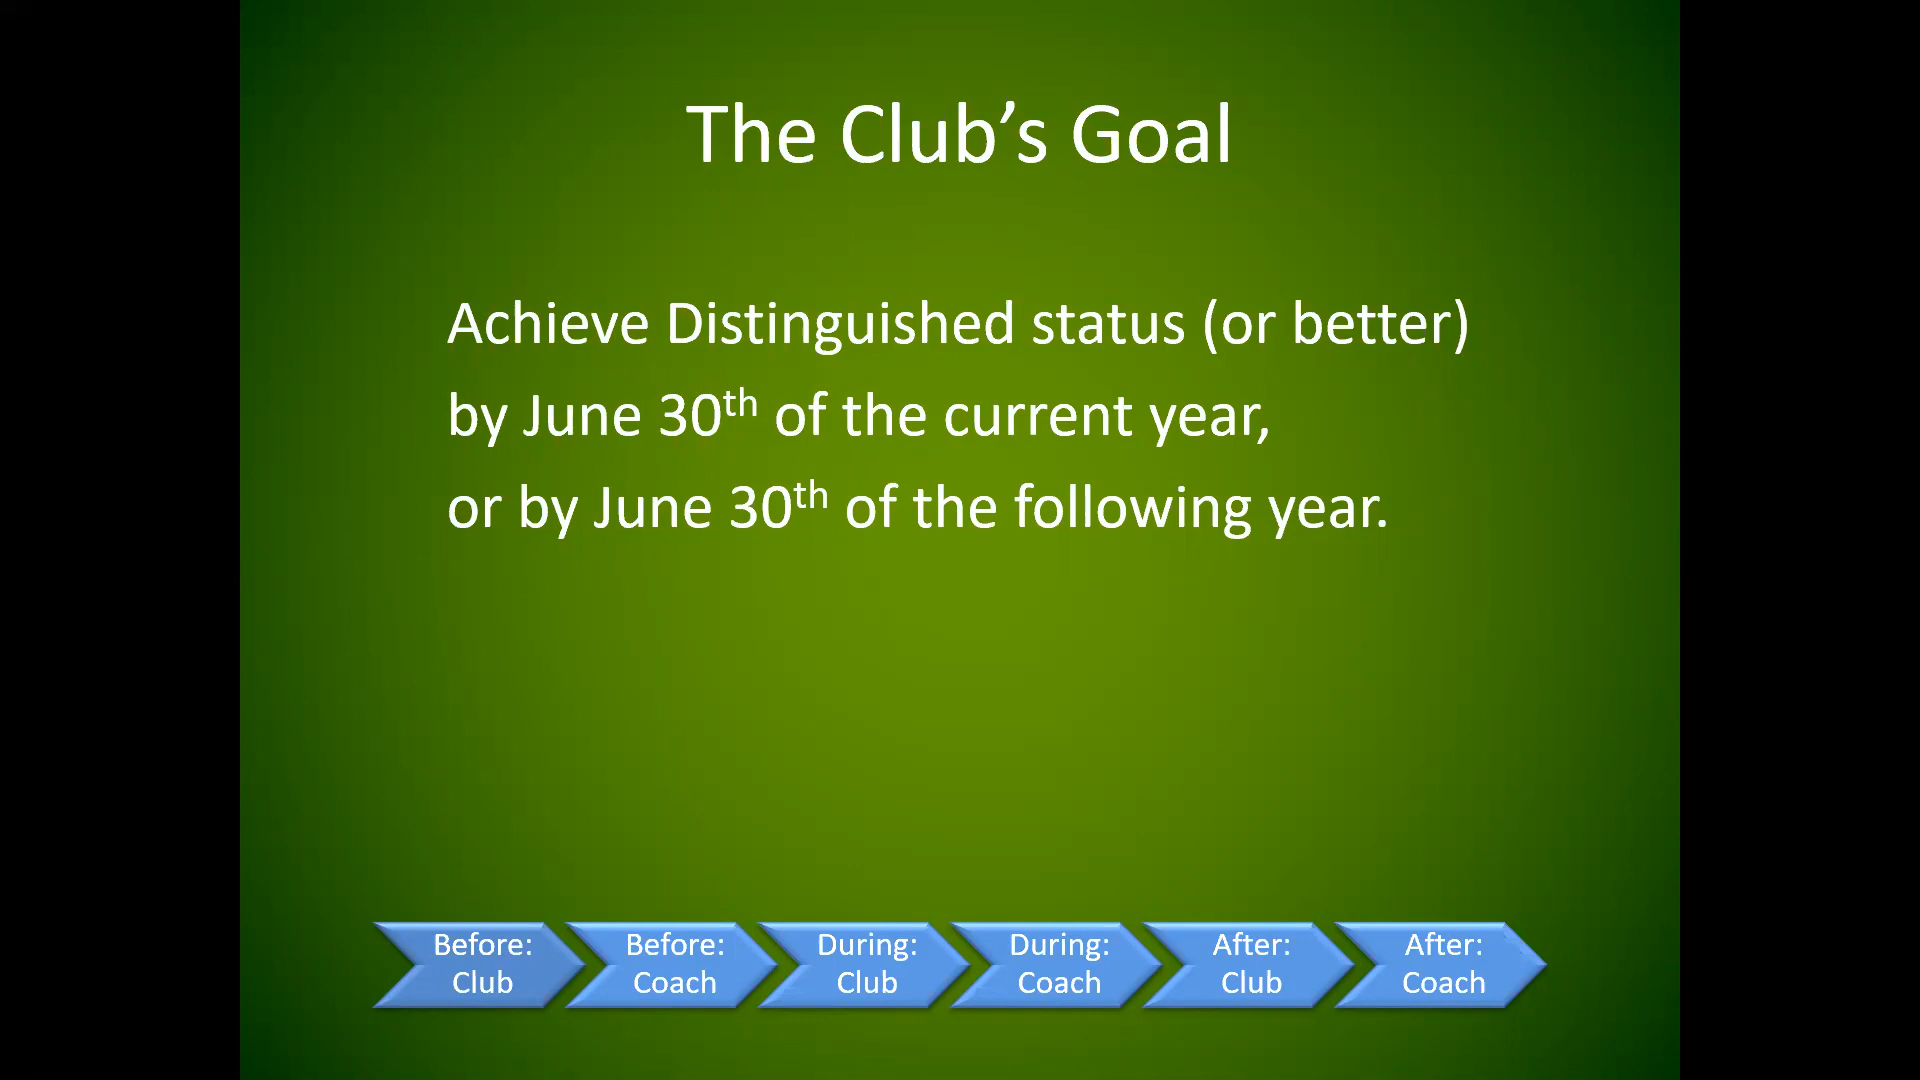 The Club’s Goal
Achieve Distinguished status (or better)
by June 30th of the current year,
or by June 30th of the following year.
Before:
Club
Before:
Coach
During:
Club
During:
Coach
After:
Club
After:
Coach